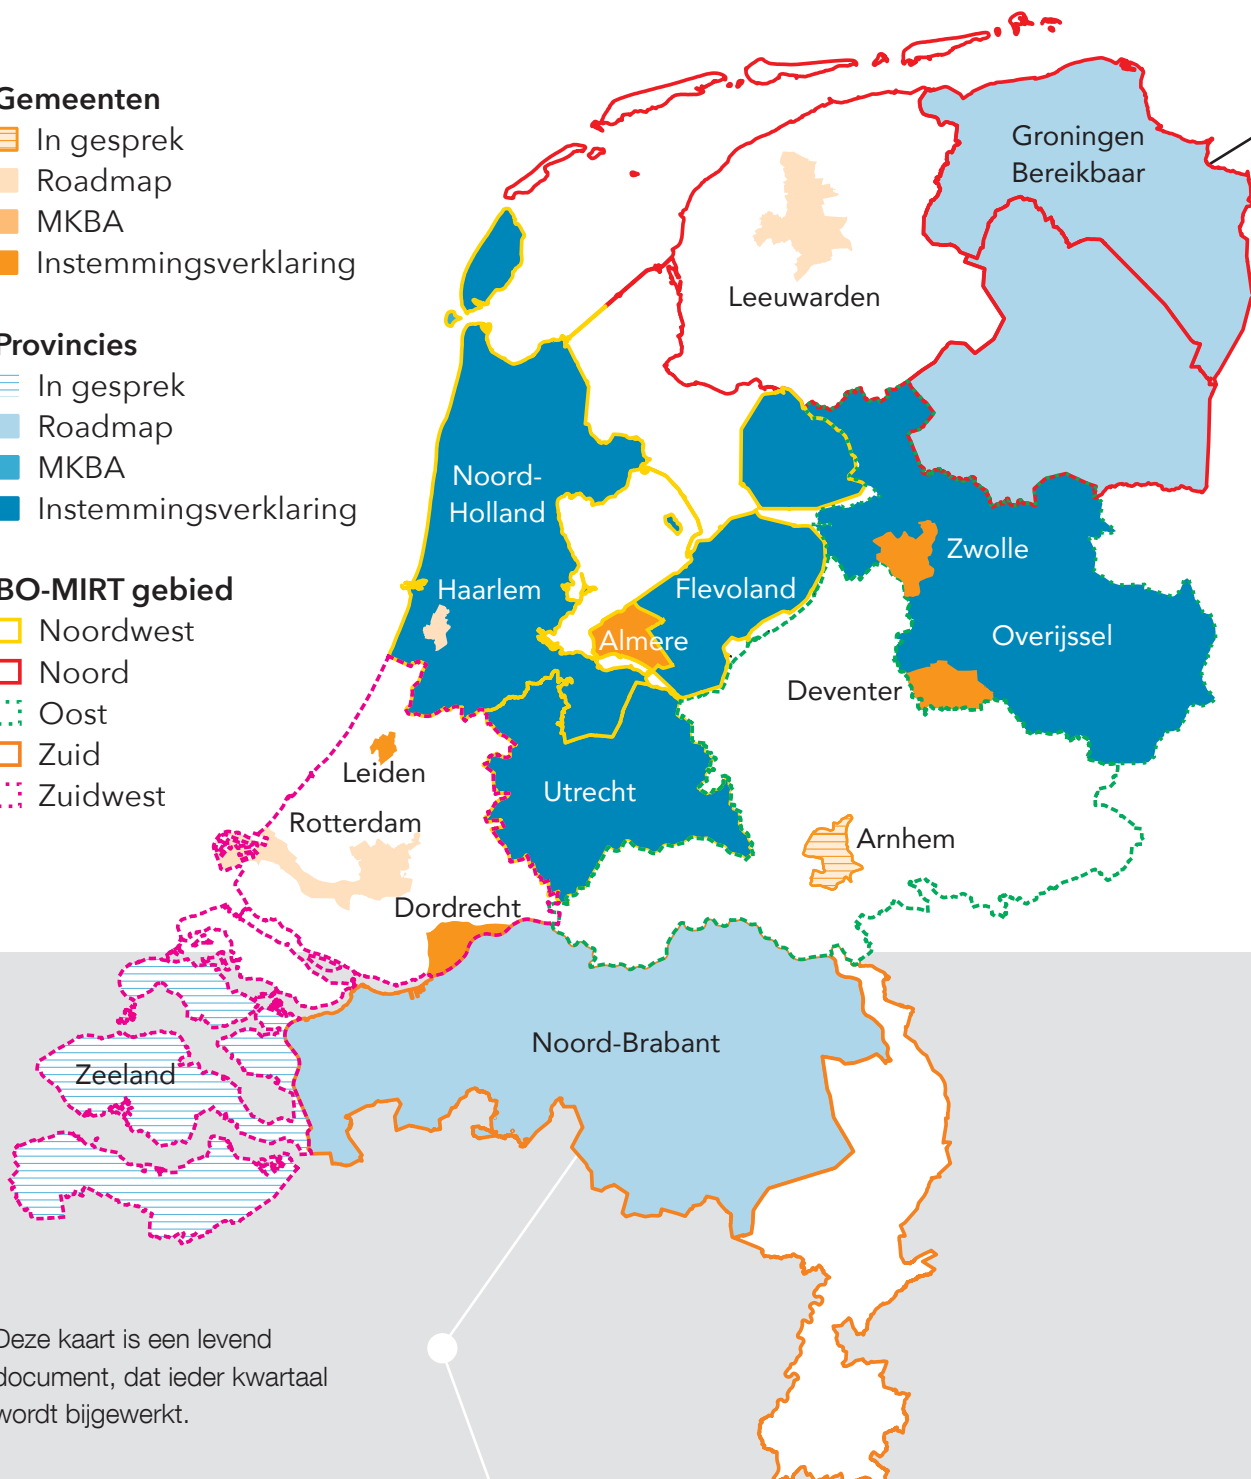 Gemeenten
In gesprek
Roadmap
MKBA
Instemmingsverklaring
Provincies
In gesprek
Roadmap
MKBA
Instemmingsverklaring
BO-MIRT gebied
Noordwest
Noord
Oost
Zuid
Zuidwest
Groningen
Bereikbaar
Leeuwarden
Noord-
Holland
Haarlem
Flevoland
Almere
Zwolle
Overijssel
Deventer
Leiden
Utrecht
Rotterdam
Arnhem
Dordrecht
Noord-Brabant
Zeeland
Deze kaart is een levend
document, dat ieder kwartaal
wordt bijgewerkt.